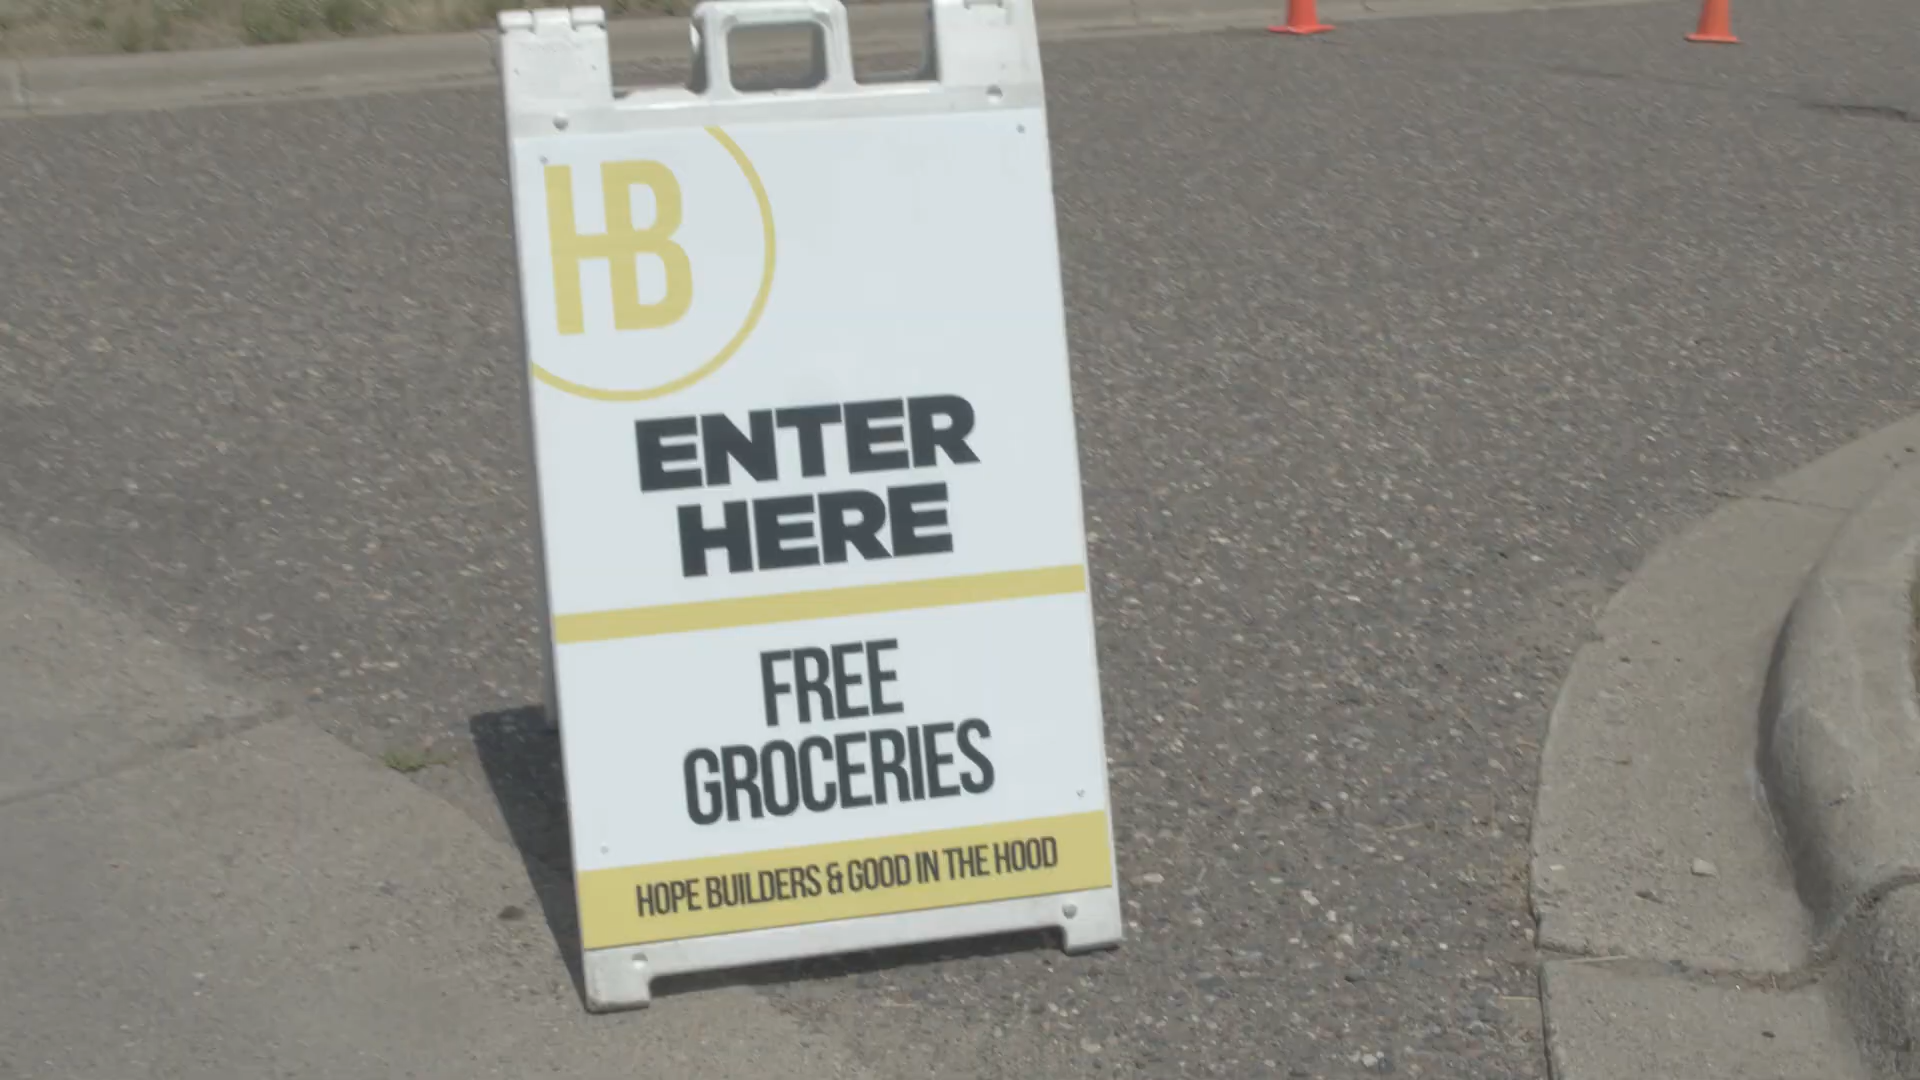 HB
ENTER
HERE
FREE
GROCERIES
HOPE BUILDERS & GOOD IN THE HOOD